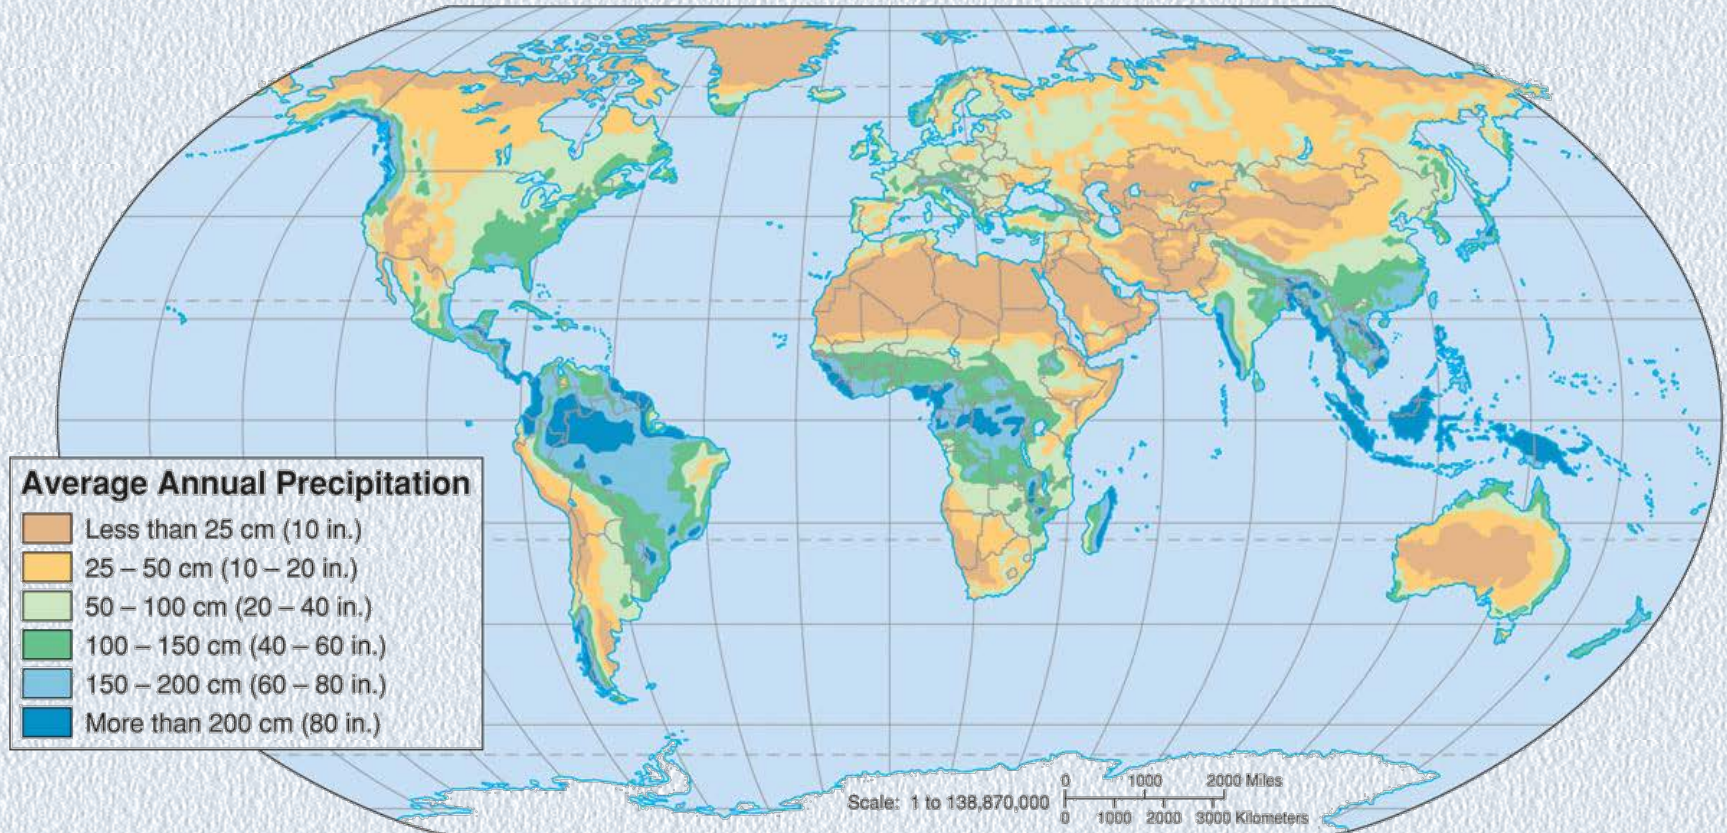 Average Annual Precipitation
Less than 25 cm (10 in.)
25 – 50 cm (10 – 20 in.)
50 – 100 cm (20 – 40 in.)
100 – 150 cm (40 – 60 in.)
150 – 200 cm (60 – 80 in.)
More than 200 cm (80 in.)
Scale: 1 to 138,870,000
0 1000 2000 Miles
0 1000 2000 3000 Kilometers